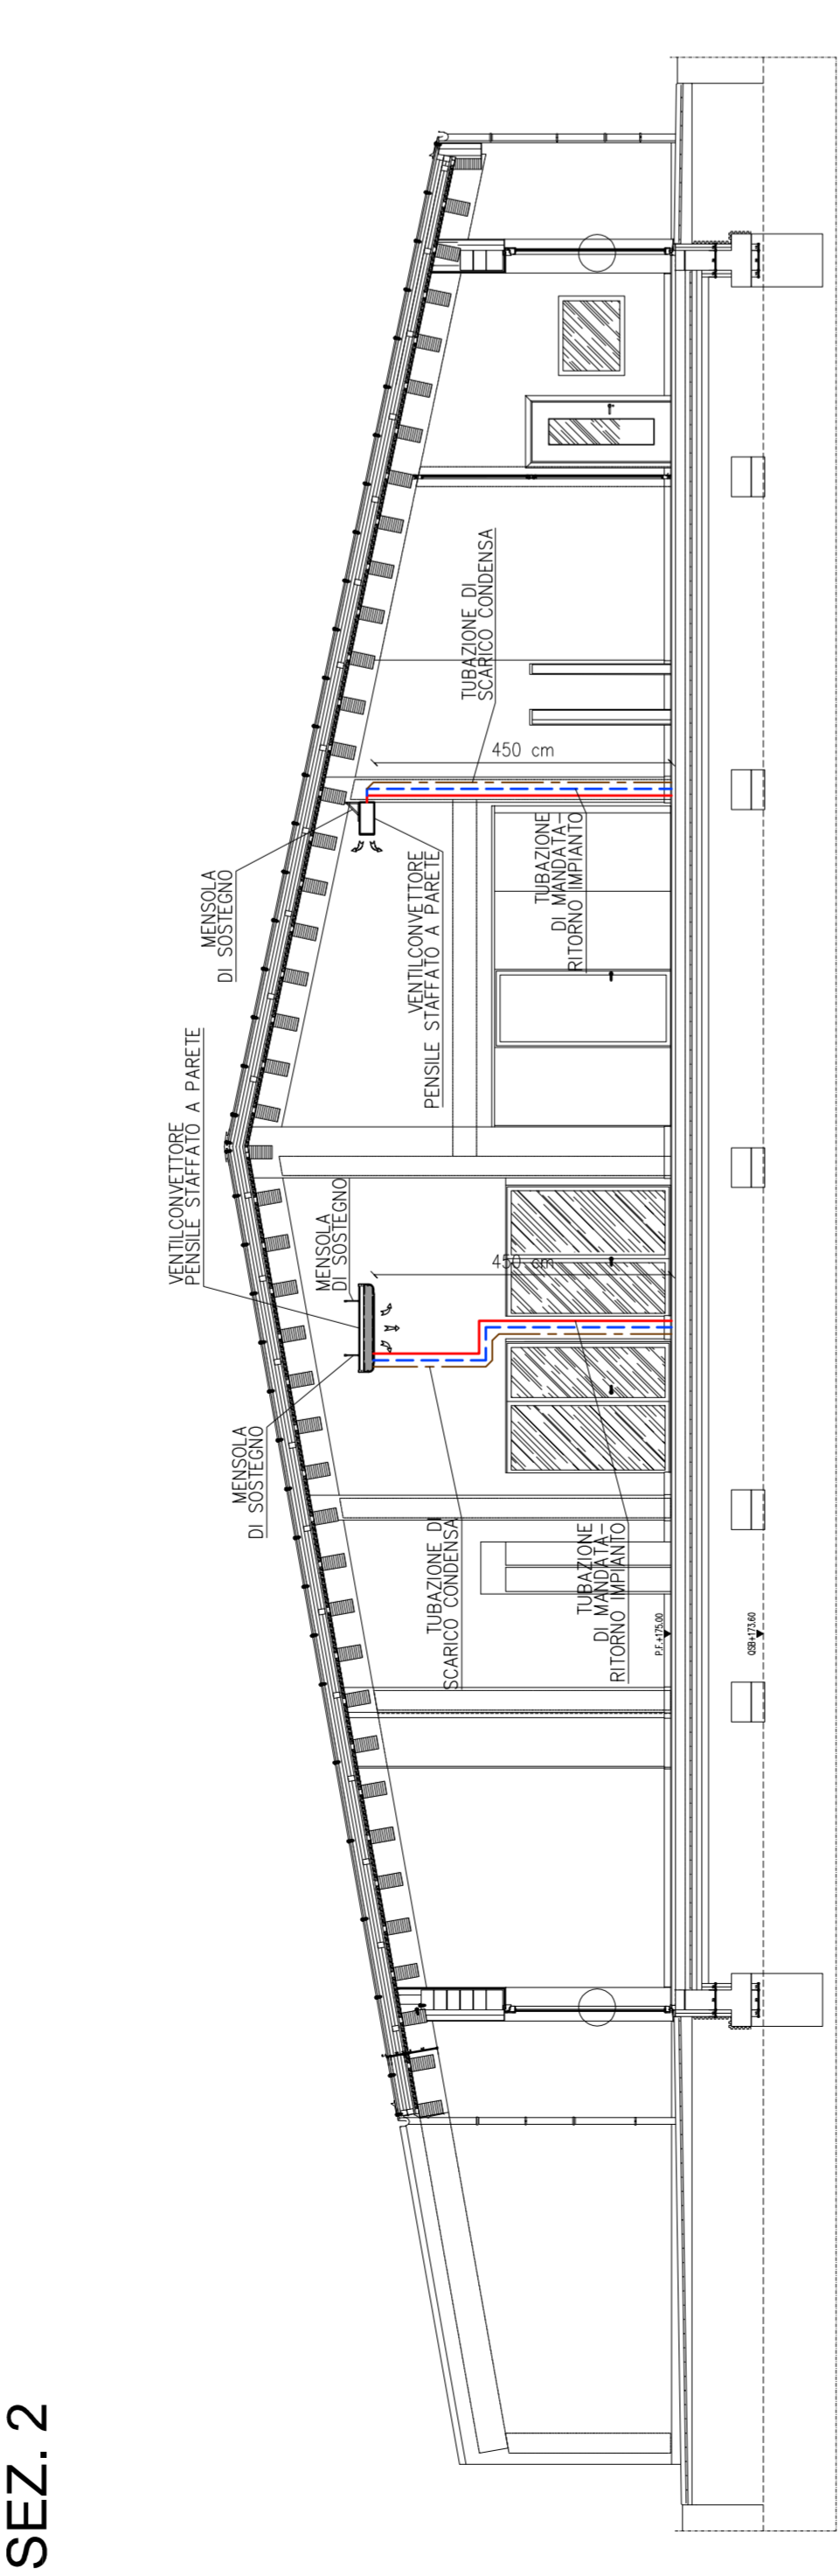 SEZ. 2
VENTILCONVETTORE
PENSILE STAFFATO A PARETE
MENSOLA
DI SOSTEGNO
MENSOLA
DI SOSTEGNO
MENSOLA
DI SOSTEGNO
VENTILCONVETTORE
PENSILE STAFFATO A PARETE
TUBAZIONE DI
SCARICO CONDENSA
450 cm
TUBAZIONE
DI MANDATA-
RITORNO IMPIANTO
450 cm
TUBAZIONE DI
SCARICO CONDENSA
TUBAZIONE
DI MANDATA-
RITORNO IMPIANTO
P.F.+175.00
QSB+173.60